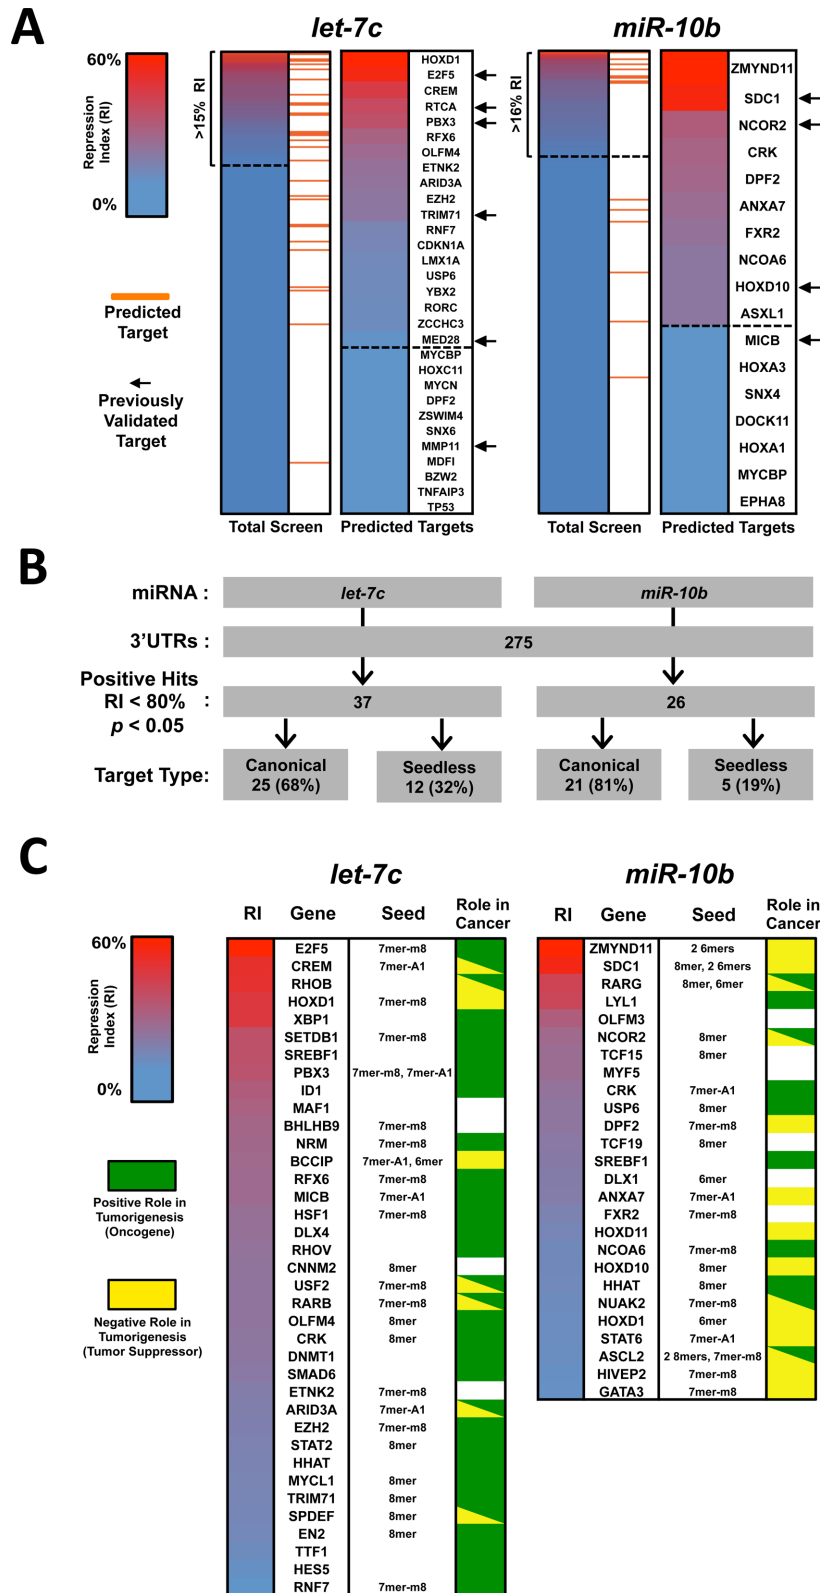 A
let-7c
miR-10b
60%
0%
Repression
Index (RI)
Predicted
Target
Previously
Validated
Target
>15% RI
HOXD1
E2F5
CREM
RTCA
PBX3
RFX6
OLFM4
ETNK2
ARID3A
EZH2
TRIM71
RNF7
CDKN1A
LMX1A
USP6
YBX2
RORC
ZCCHC3
MED28
MYCBP
HOXC11
MYCN
DPF2
ZSWIM4
SNX6
MMP11
MDFI
BZW2
TNFAIP3
TP53
Total Screen
Predicted Targets
>16% RI
ZMYND11
SDC1
NCOR2
CRK
DPF2
ANXA7
FXR2
NCOA6
HOXD10
ASXL1
MICB
HOXA3
SNX4
DOCK11
HOXA1
MYCBP
EPHA8
Total Screen
Predicted Targets
B
miRNA : let-7c miR-10b
3'UTRs : 275
Positive Hits
RI < 80% : 37 26
p < 0.05
Target Type:
Canonical
25 (68%)
Seedless
12 (32%)
Canonical
21 (81%)
Seedless
5 (19%)
C
let-7c
miR-10b
60%
0%
Repression
Index (RI)
Positive Role in
Tumorigenesis
(Oncogene)
Negative Role in
Tumorigenesis
(Tumor Suppressor)
RI Gene Seed Role in
Cancer
E2F5 7mer-m8
CREM 7mer-A1
RHOB
HOXD1 7mer-m8
XBP1
SETDB1 7mer-m8
SREBF1
PBX3 7mer-m8, 7mer-A1
ID1
MAF1
BHLHB9 7mer-m8
NRM 7mer-m8
BCCIP 7mer-A1, 6mer
RFX6 7mer-m8
MICB 7mer-A1
HSF1 7mer-m8
DLX4
RHOV
CNNM2 8mer
USF2 7mer-m8
RARB 7mer-m8
OLFM4 8mer
CRK 8mer
DNMT1
SMAD6
ETNK2 7mer-m8
ARID3A 7mer-A1
EZH2 7mer-m8
STAT2 8mer
HHAT
MYCL1 8mer
TRIM71 8mer
SPDEF 8mer
EN2 8mer
TTF1
HES5
RNF7 7mer-m8
RI Gene Seed Role in
Cancer
ZMYND11 2 6mers
SDC1 8mer, 2 6mers
RARG 8mer, 6mer
LYL1
OLFM3
NCOR2 8mer
TCF15 8mer
MYF5
CRK 7mer-A1
USP6 8mer
DPF2 7mer-m8
TCF19 8mer
SREBF1
DLX1 6mer
ANXA7 7mer-A1
FXR2 7mer-m8
HOXD11
NCOA6 7mer-m8
HOXD10 8mer
HHAT 8mer
NUAK2 7mer-m8
HOXD1 6mer
STAT6 7mer-A1
ASCL2 2 8mers, 7mer-m8
HIVEP2 7mer-m8
GATA3 7mer-m8